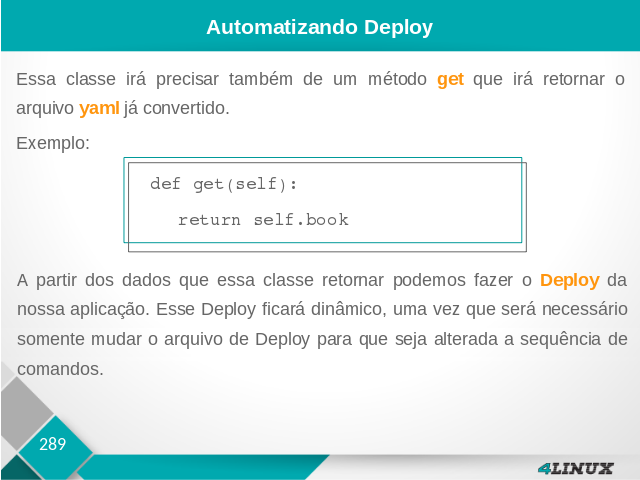 Automatizando Deploy
Essa classe irá precisar também de um método get que irá retornar o
arquivo yaml já convertido.
Exemplo:
def get(self):
return self.book
A partir dos dados que essa classe retornar podemos fazer o Deploy da
nossa aplicação. Esse Deploy ficará dinâmico, uma vez que será necessário
somente mudar o arquivo de Deploy para que seja alterada a sequência de
comandos.
289
4LINUX